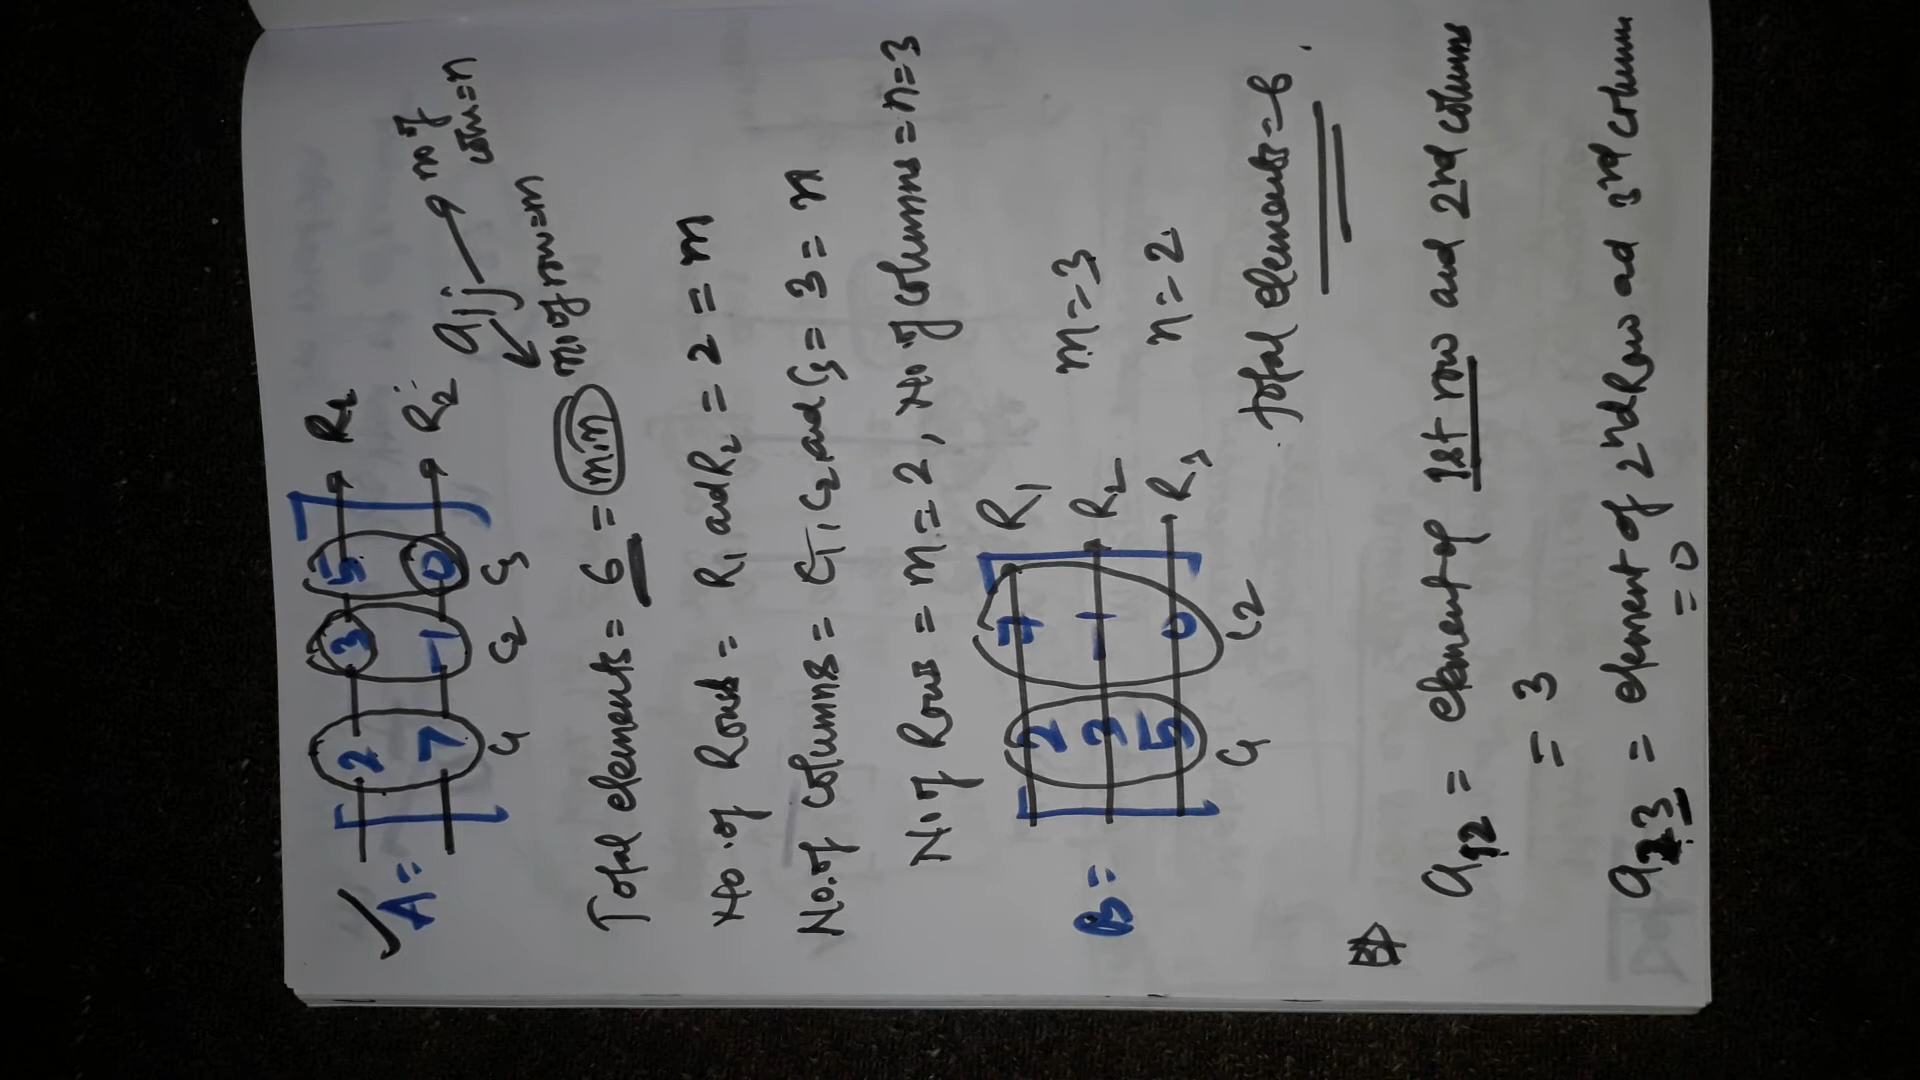 A = [ 2 3 5 ] → R1
[ 7 -1 0 ] → R2
C1 C2 C3
aij → no of colm = n
no of row = m
Total elements = 6 = m.n
No. of Rows = R1 and R2 = 2 = m
No. of columns = C1, C2 and C3 = 3 = n
No. of Rows = m = 2, No. of columns = n = 3
B = [ 2 7 ] R1
[ 3 -1 ] R2
[ 5 0 ] R3
C1 C2
m = 3
n = 2
Total elements = 6
a12 = element of 1st row and 2nd columns
= 3
a23 = element of 2nd Row ad 3rd column
= 0